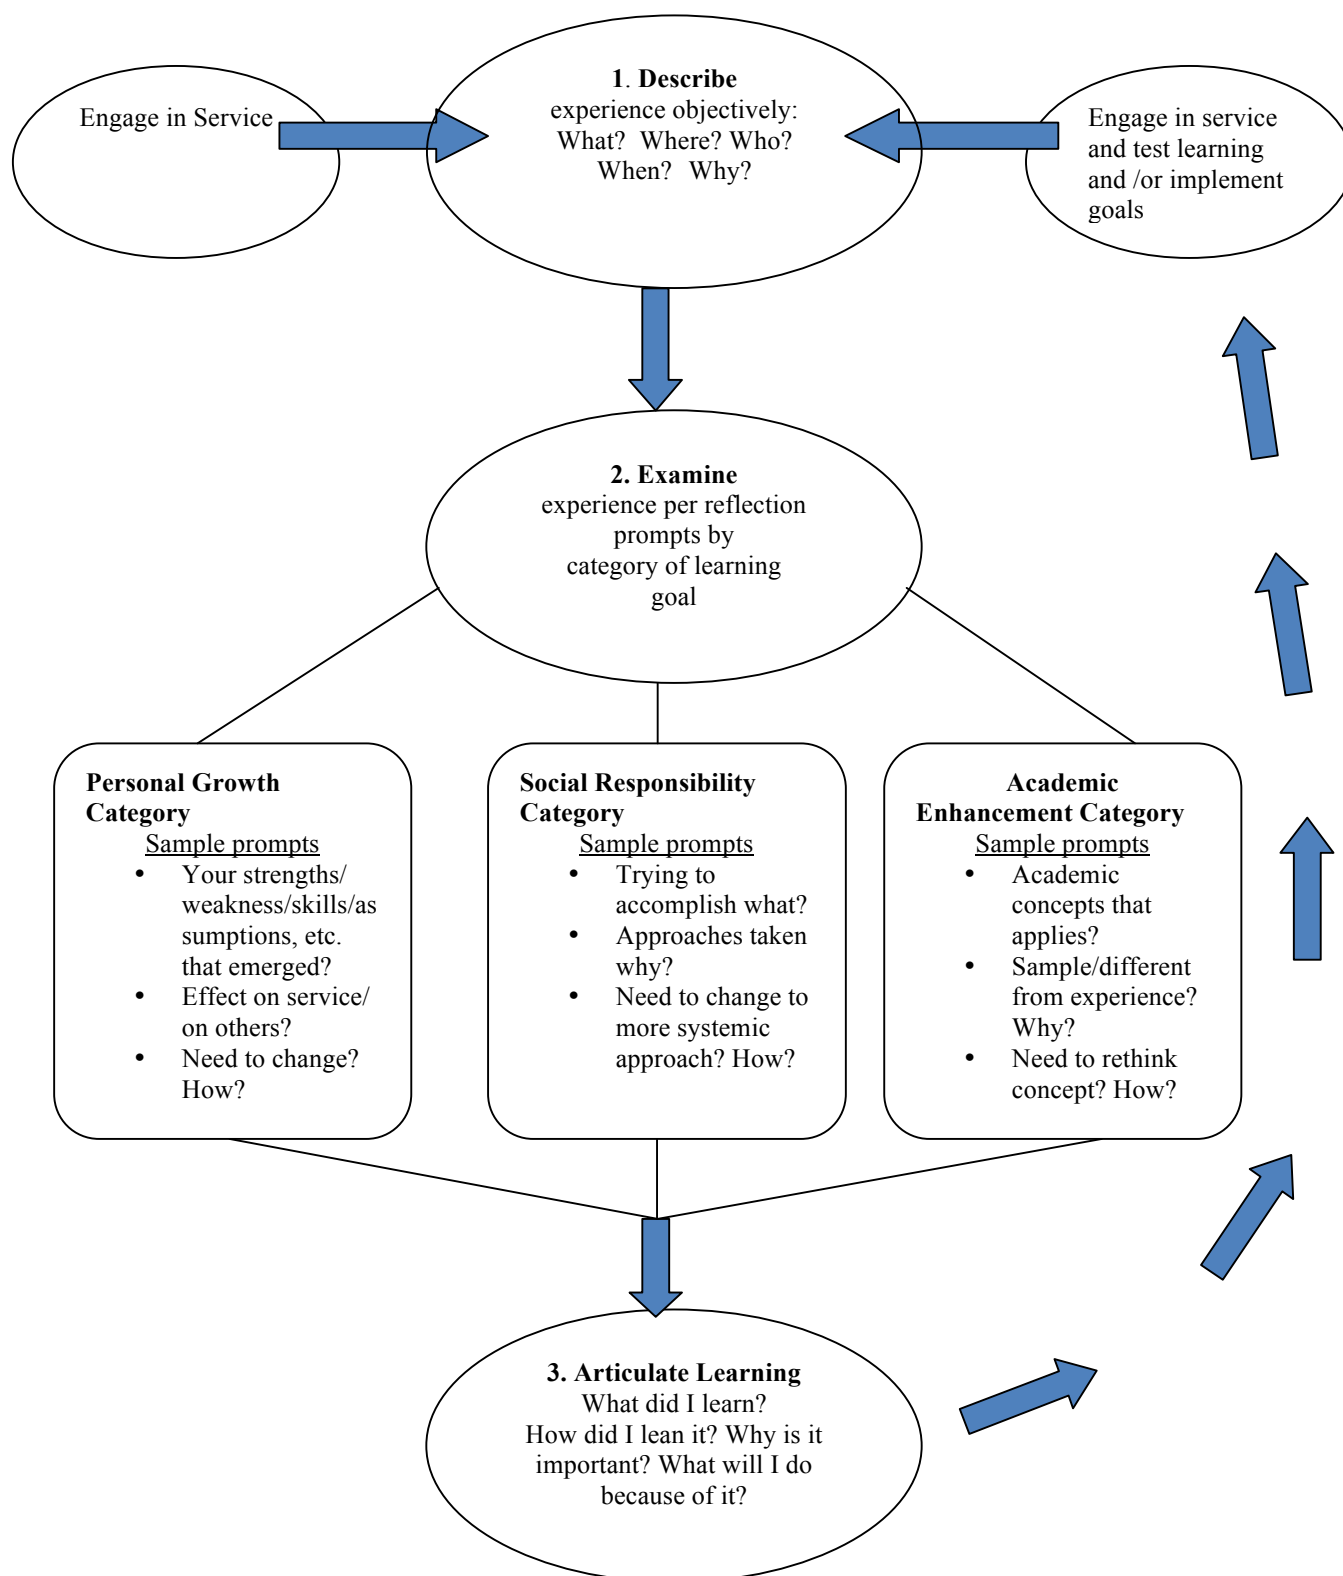 Engage in Service
1. Describe
experience objectively:
What? Where? Who?
When? Why?
Engage in service
and test learning
and /or implement
goals
2. Examine
experience per reflection
prompts by
category of learning
goal
Personal Growth
Category
Sample prompts
• Your strengths/
weakness/skills/as
sumptions, etc.
that emerged?
• Effect on service/
on others?
• Need to change?
How?
Social Responsibility
Category
Sample prompts
• Trying to
accomplish what?
• Approaches taken
why?
• Need to change to
more systemic
approach? How?
Academic
Enhancement Category
Sample prompts
• Academic
concepts that
applies?
• Sample/different
from experience?
Why?
• Need to rethink
concept? How?
3. Articulate Learning
What did I learn?
How did I lean it? Why is it
important? What will I do
because of it?